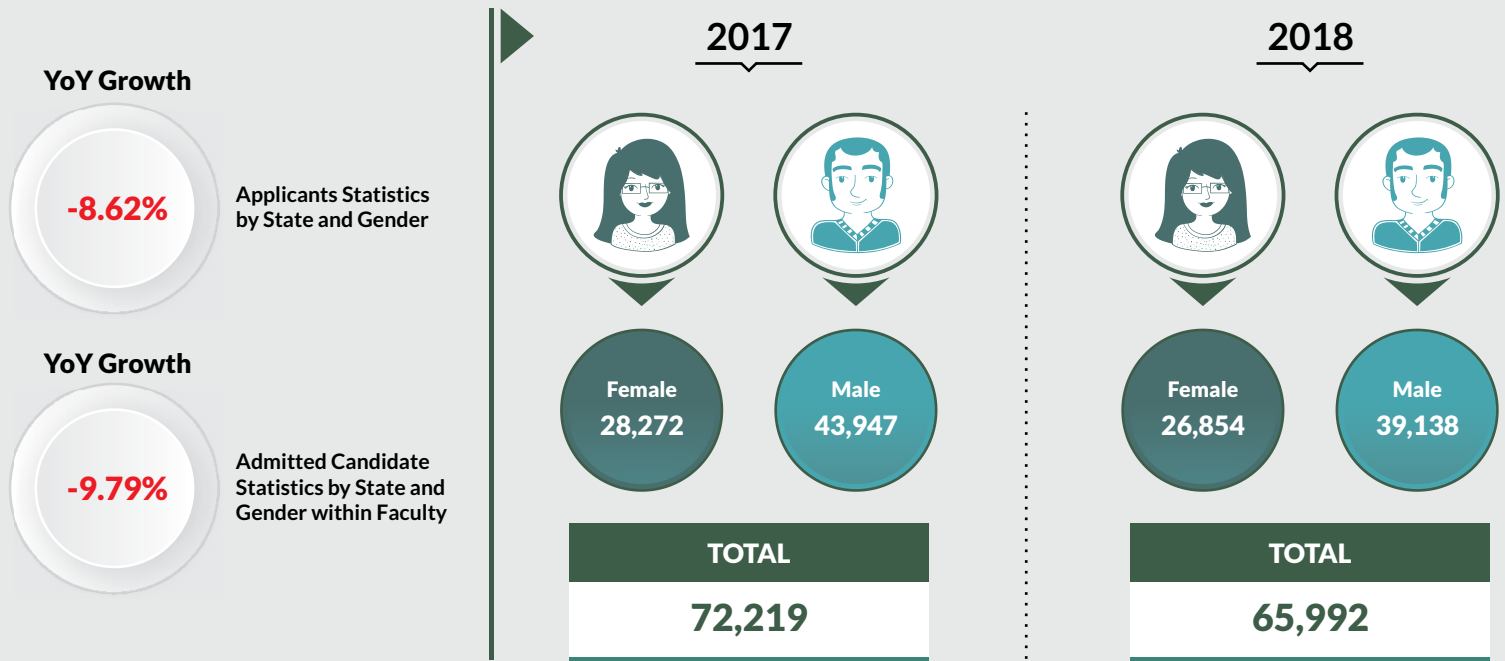 YoY Growth
-8.62%
Applicants Statistics
by State and Gender
YoY Growth
-9.79%
Admitted Candidate
Statistics by State and
Gender within Faculty
2017
Female
28,272
Male
43,947
TOTAL
72,219
2018
Female
26,854
Male
39,138
TOTAL
65,992